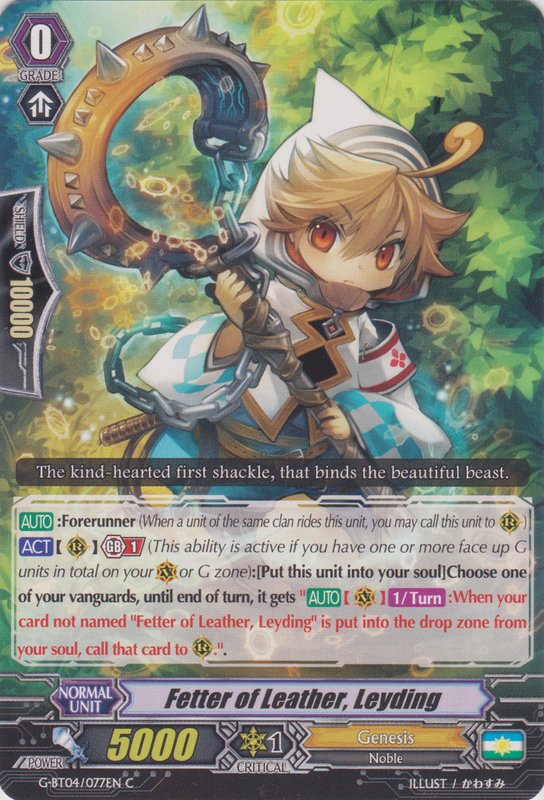 0
GRADE
SHIELD
10000
The kind-hearted first shackle, that binds the beautiful beast.
AUTO :Forerunner (When a unit of the same clan rides this unit, you may call this unit to R )
ACT【 R 】GB 1 (This ability is active if you have one or more face up G
units in total on your V or G zone):[Put this unit into your soul]Choose one
of your vanguards, until end of turn, it gets "AUTO【 V 】1/Turn :When your
card not named "Fetter of Leather, Leyding" is put into the drop zone from
your soul, call that card to R .".
NORMAL
UNIT
Fetter of Leather, Leyding
POWER
5000
1
CRITICAL
Genesis
Noble
G-BT04/077EN C
ILLUST / かわすみ